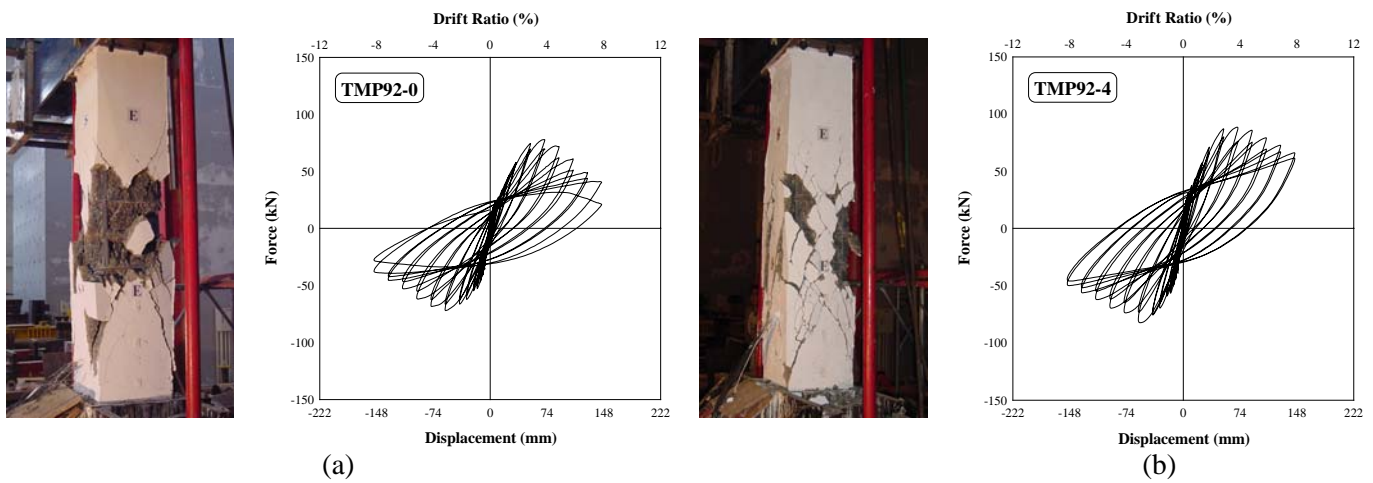 Drift Ratio (%)
-12 -8 -4 0 4 8 12
TMP92-0
150
100
50
0
-50
-100
-150
Force (kN)
-222 -148 -74 0 74 148 222
Displacement (mm)
E
E
(a)
Drift Ratio (%)
-12 -8 -4 0 4 8 12
TMP92-4
150
100
50
0
-50
-100
-150
Force (kN)
-222 -148 -74 0 74 148 222
Displacement (mm)
E
E
(b)